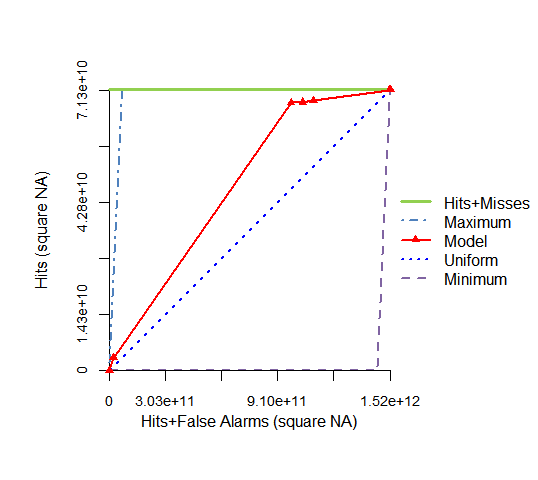 7.13e+10
4.28e+10
1.43e+10
0
Hits (square NA)
0 3.03e+11 9.10e+11 1.52e+12
Hits+False Alarms (square NA)
Hits+Misses
Maximum
Model
Uniform
Minimum